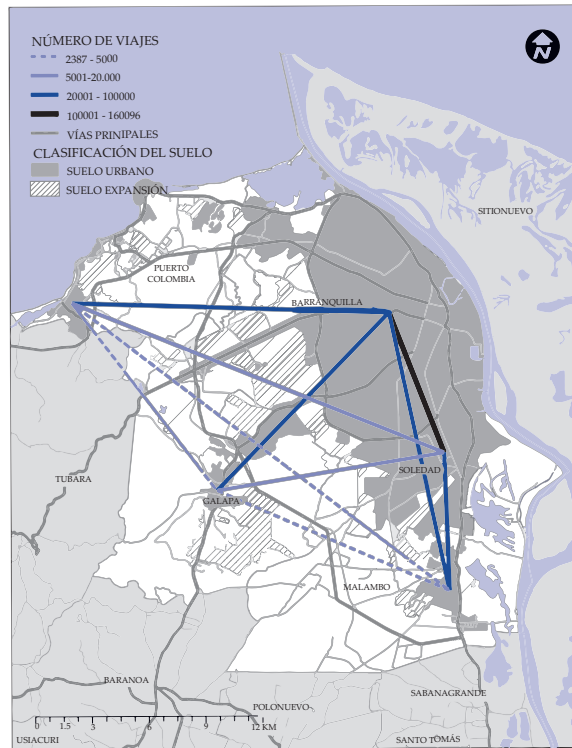 NÚMERO DE VIAJES
2387 - 5000
5001-20.000
20001 - 100000
100001 - 160096
VÍAS PRINIPALES
CLASIFICACIÓN DEL SUELO
SUELO URBANO
SUELO EXPANSIÓN
N
SITIONUEVO
PUERTO
COLOMBIA
BARRANQUILLA
SOLEDAD
TUBARA
GALAPA
MALAMBO
BARANOA
SABANAGRANDE
POLONUEVO
0 1.5 3 6 9 12 KM
USIACURI
SANTO TOMÁS